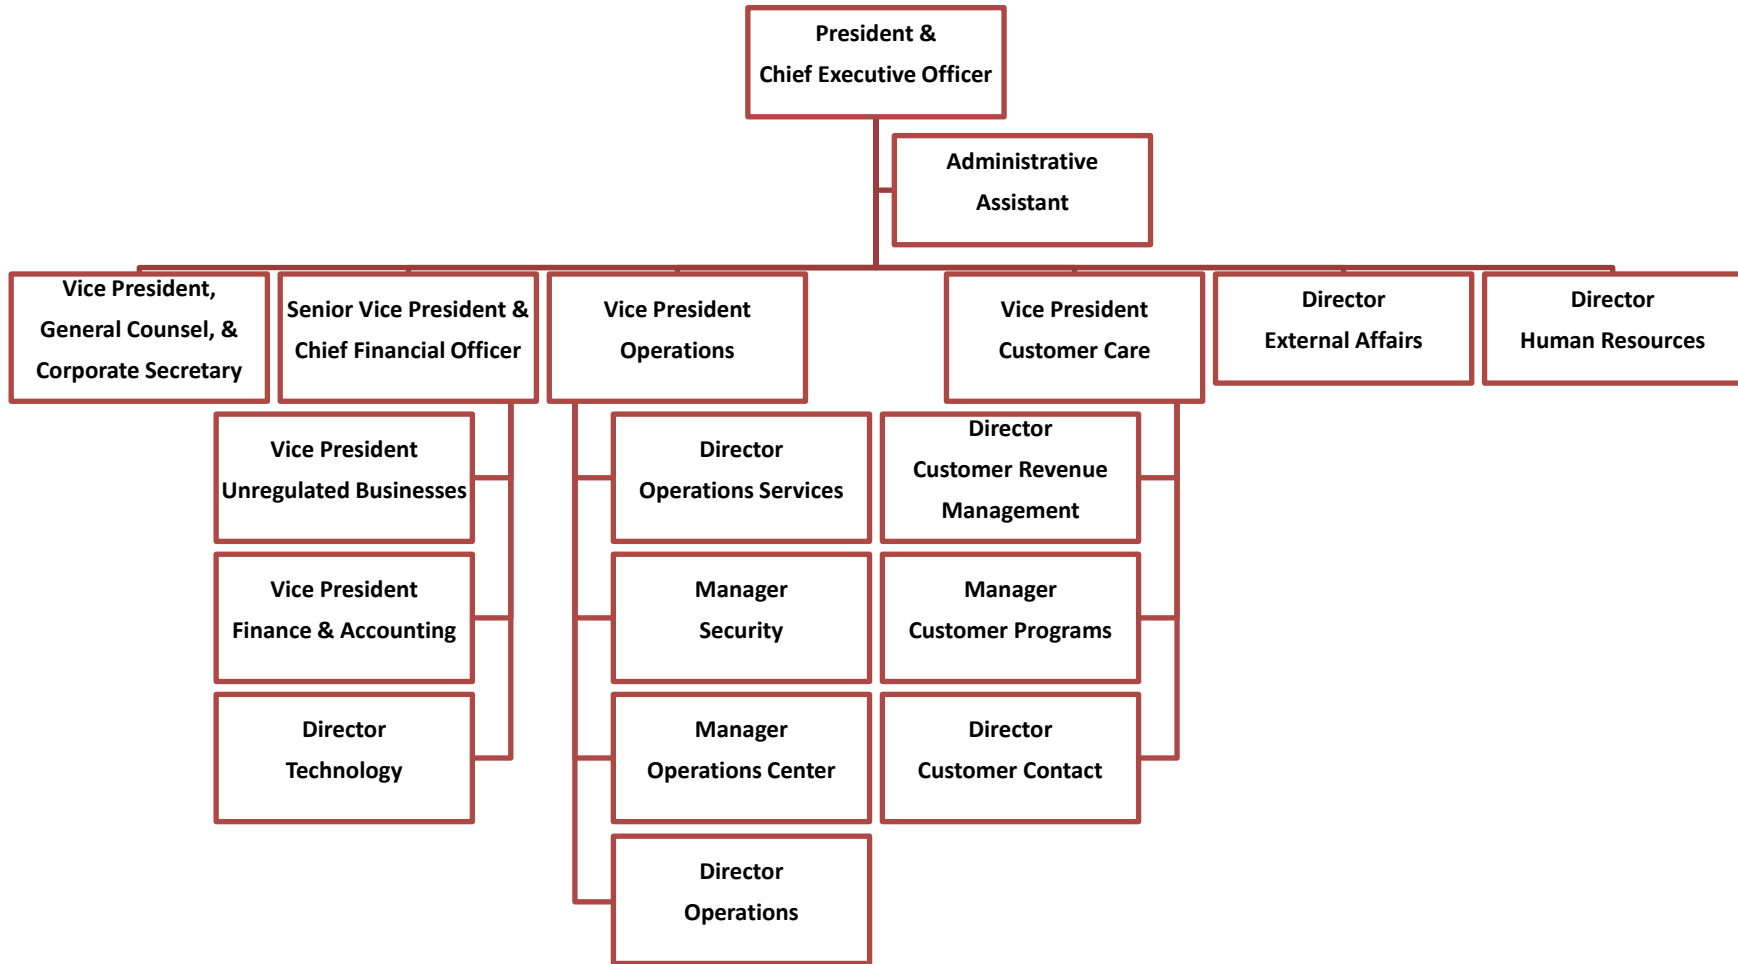 President &
Chief Executive Officer
Administrative
Assistant
Vice President,
General Counsel, &
Corporate Secretary
Senior Vice President &
Chief Financial Officer
Vice President
Operations
Vice President
Customer Care
Director
External Affairs
Director
Human Resources
Vice President
Unregulated Businesses
Vice President
Finance & Accounting
Director
Technology
Director
Operations Services
Manager
Security
Manager
Operations Center
Director
Operations
Director
Customer Revenue
Management
Manager
Customer Programs
Director
Customer Contact